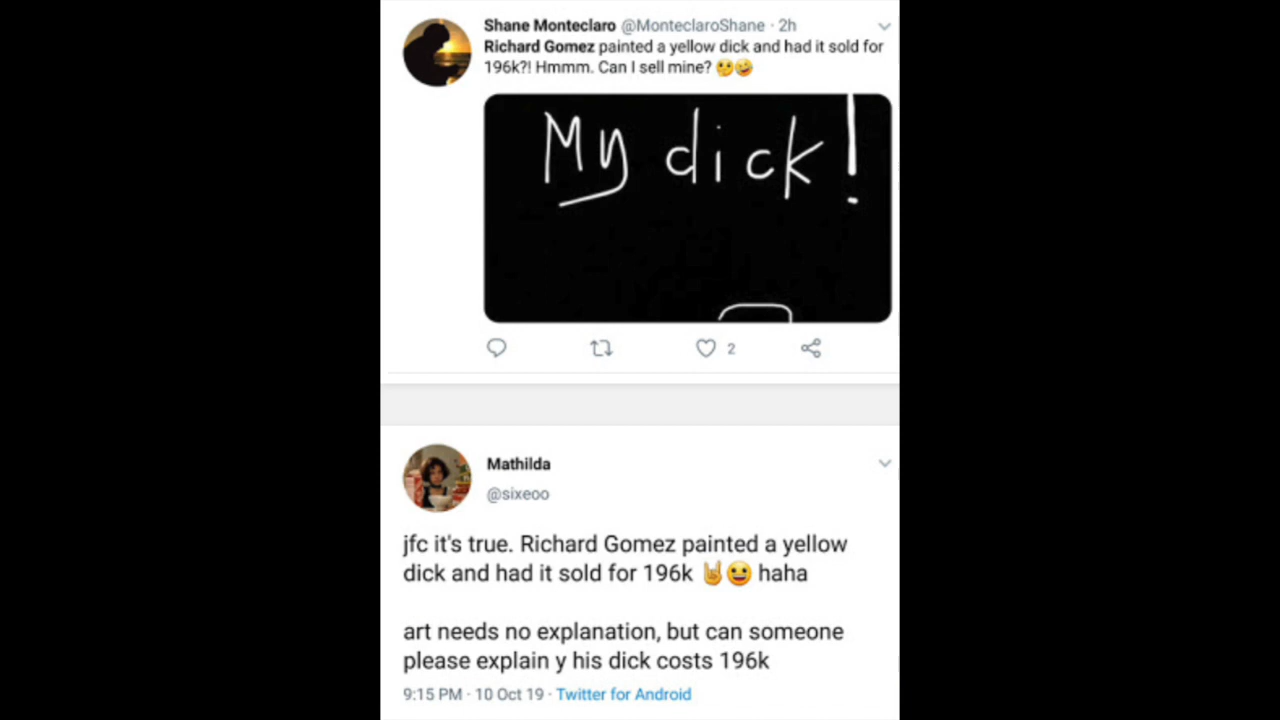 Shane Monteclaro @MonteclaroShane · 2h
Richard Gomez painted a yellow dick and had it sold for
196k?! Hmmm. Can I sell mine? 🤔🤣
My dick!
2
Mathilda
@sixeoo
jfc it's true. Richard Gomez painted a yellow
dick and had it sold for 196k 🤘😀 haha
art needs no explanation, but can someone
please explain y his dick costs 196k
9:15 PM · 10 Oct 19 · Twitter for Android